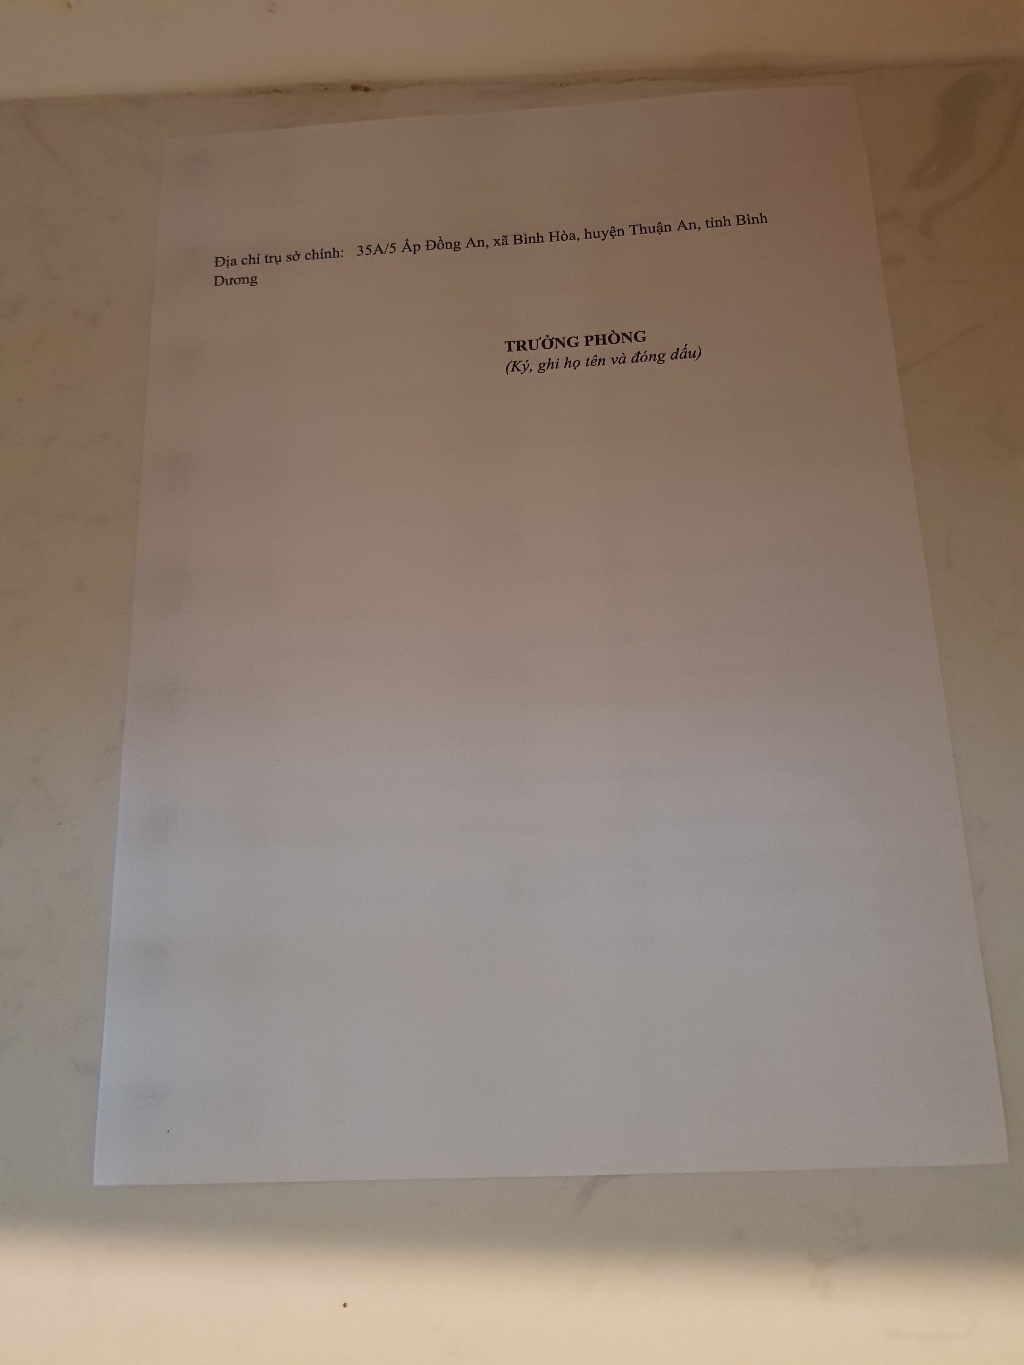 Địa chỉ trụ sở chính: 35A/5 Ấp Đồng An, xã Bình Hòa, huyện Thuận An, tỉnh Bình
Dương
TRƯỞNG PHÒNG
(Ký, ghi họ tên và đóng dấu)